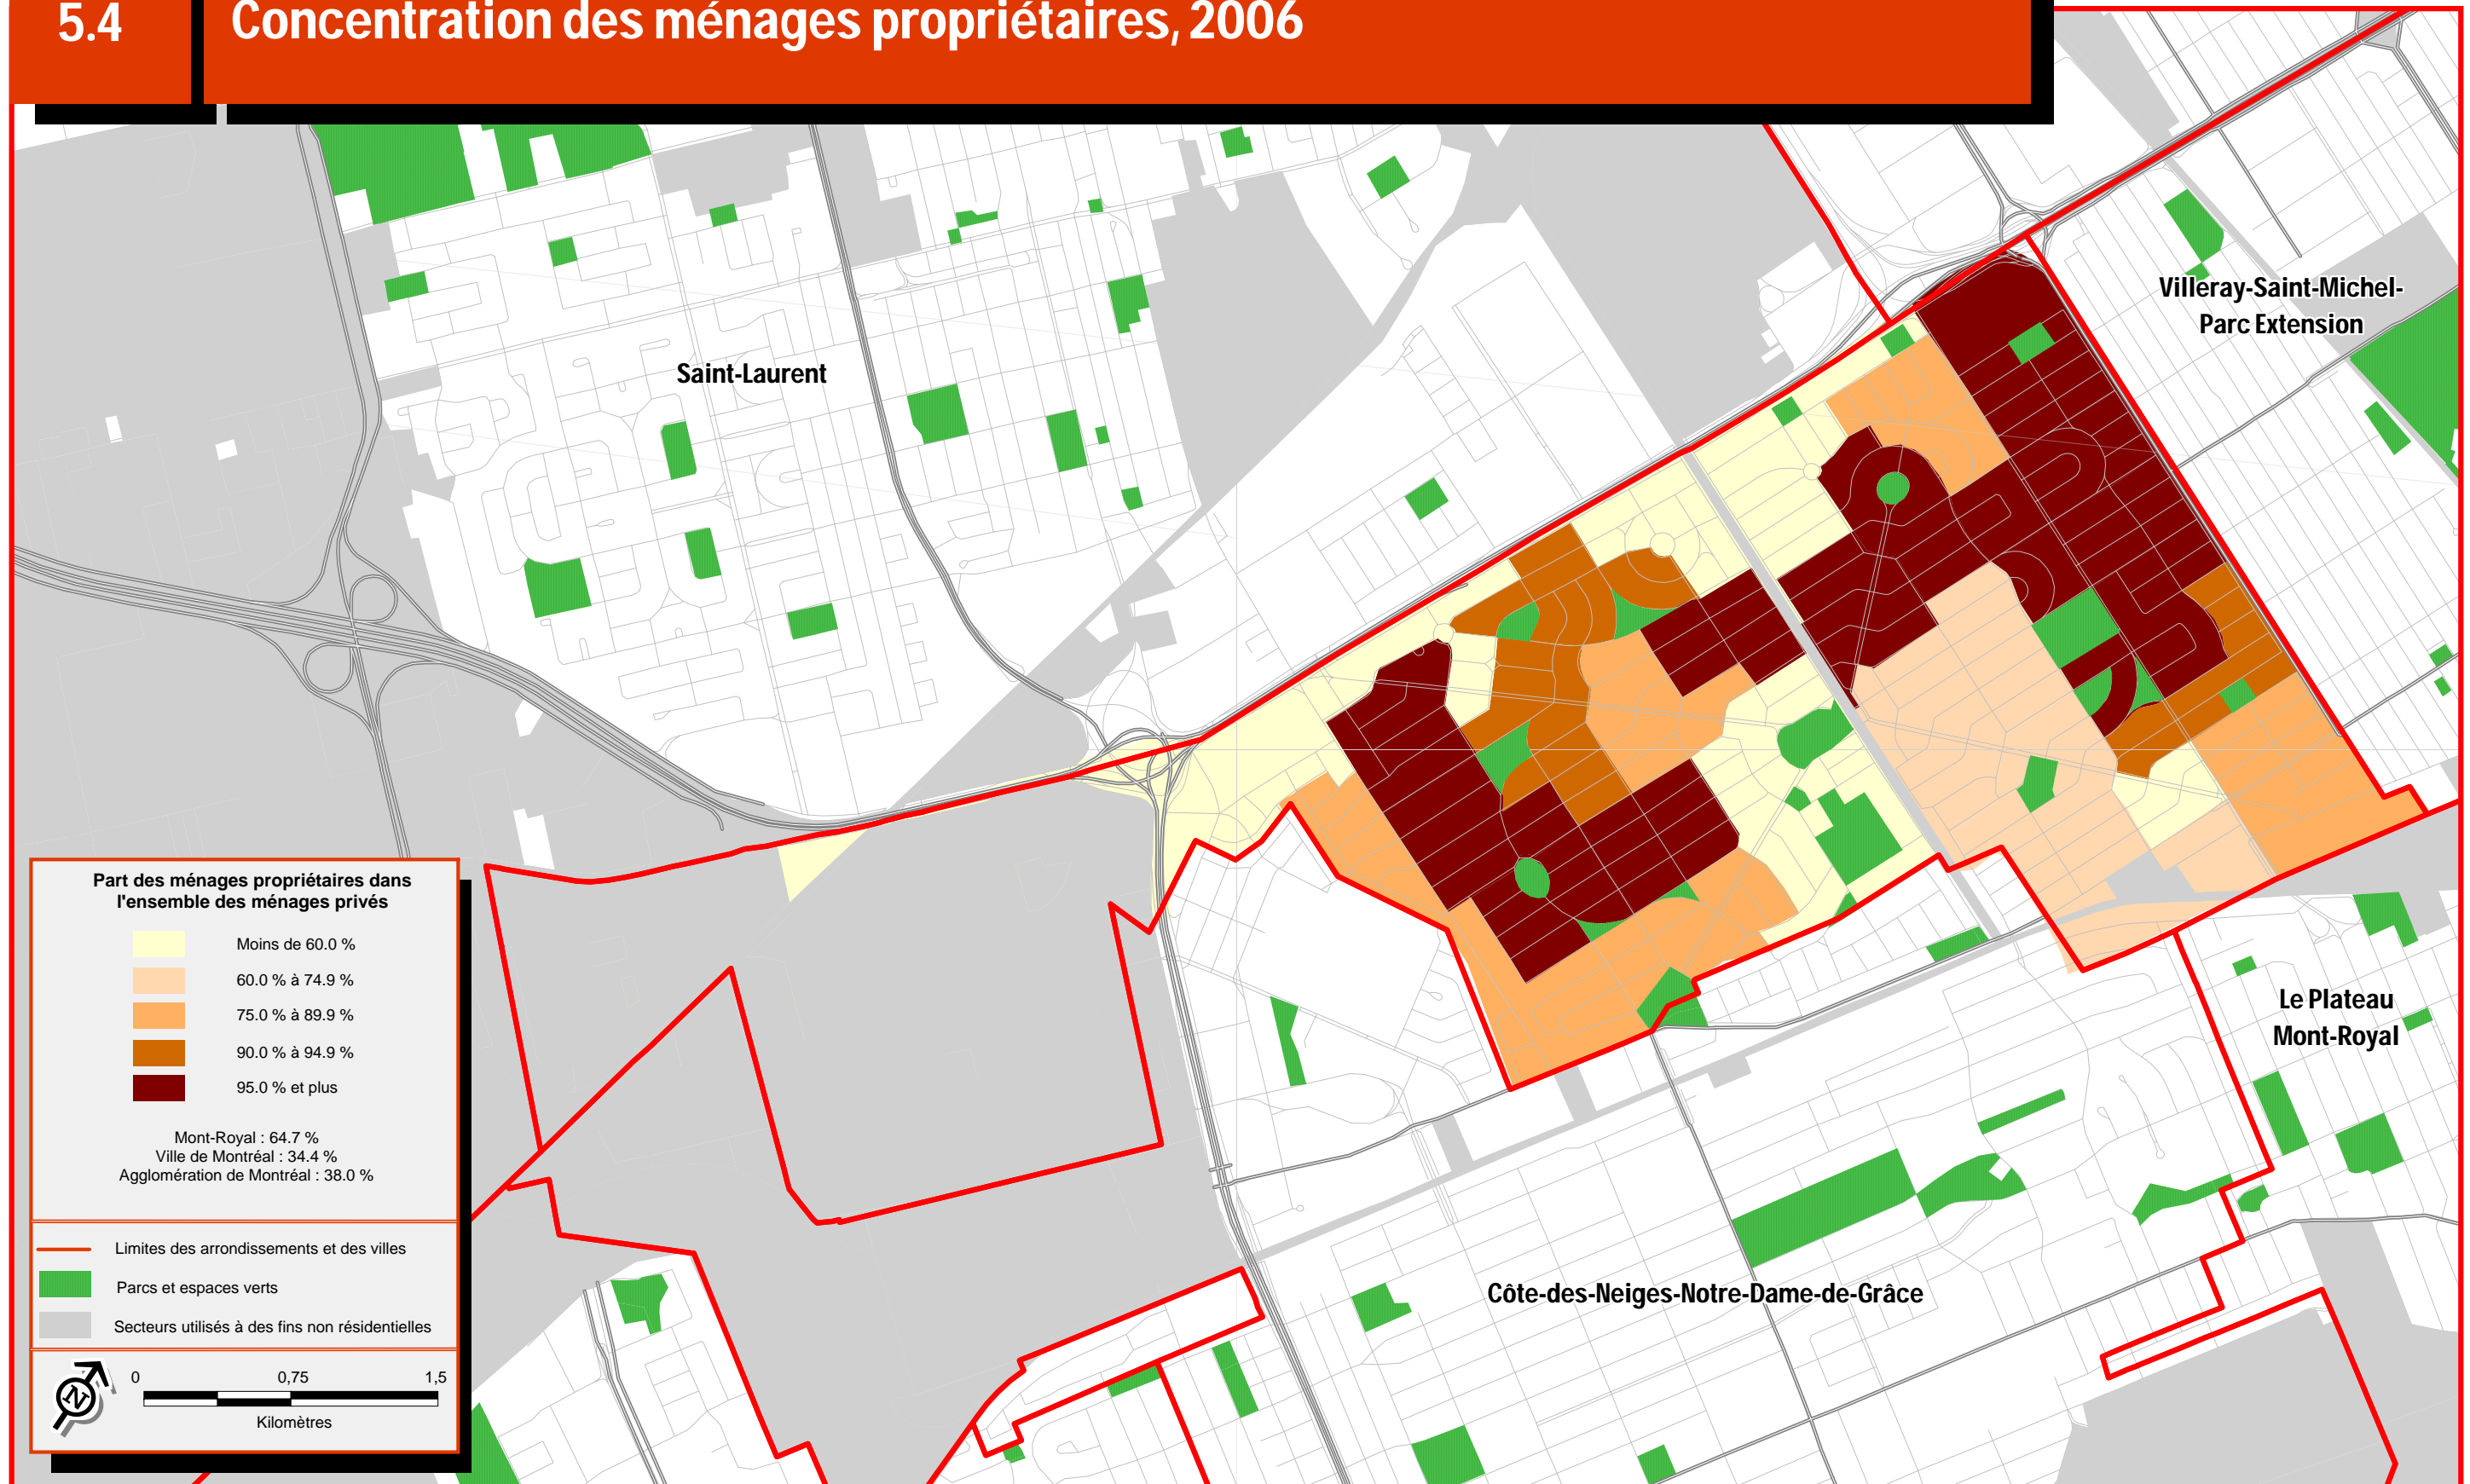 5.4
Concentration des ménages propriétaires, 2006
Villeray-Saint-Michel-
Parc Extension
Saint-Laurent
Le Plateau
Mont-Royal
Côte-des-Neiges-Notre-Dame-de-Grâce
Part des ménages propriétaires dans
l'ensemble des ménages privés
Moins de 60.0 %
60.0 % à 74.9 %
75.0 % à 89.9 %
90.0 % à 94.9 %
95.0 % et plus
Mont-Royal : 64.7 %
Ville de Montréal : 34.4 %
Agglomération de Montréal : 38.0 %
Limites des arrondissements et des villes
Parcs et espaces verts
Secteurs utilisés à des fins non résidentielles
N
0 0,75 1,5
Kilomètres